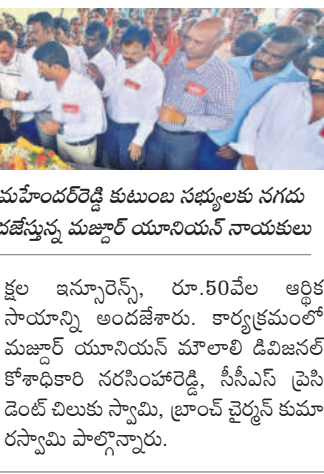 మహేందర్‌రెడ్డి కుటుంబ సభ్యులకు నగదు
దజేస్తున్న మజ్దూర్ యూనియన్ నాయకులు
క్షల ఇన్సూరెన్స్, రూ.50వేల ఆర్థిక
సాయాన్ని అందజేశారు. కార్యక్రమంలో
మజ్దూర్ యూనియన్ మౌలాలి డివిజనల్
కోశాధికారి నరసింహారెడ్డి, సీసీఎస్ ప్రెసి
డెంట్ చిలుకు స్వామి, బ్రాంచ్ చైర్మన్ కుమా
రస్వామి పాల్గొన్నారు.